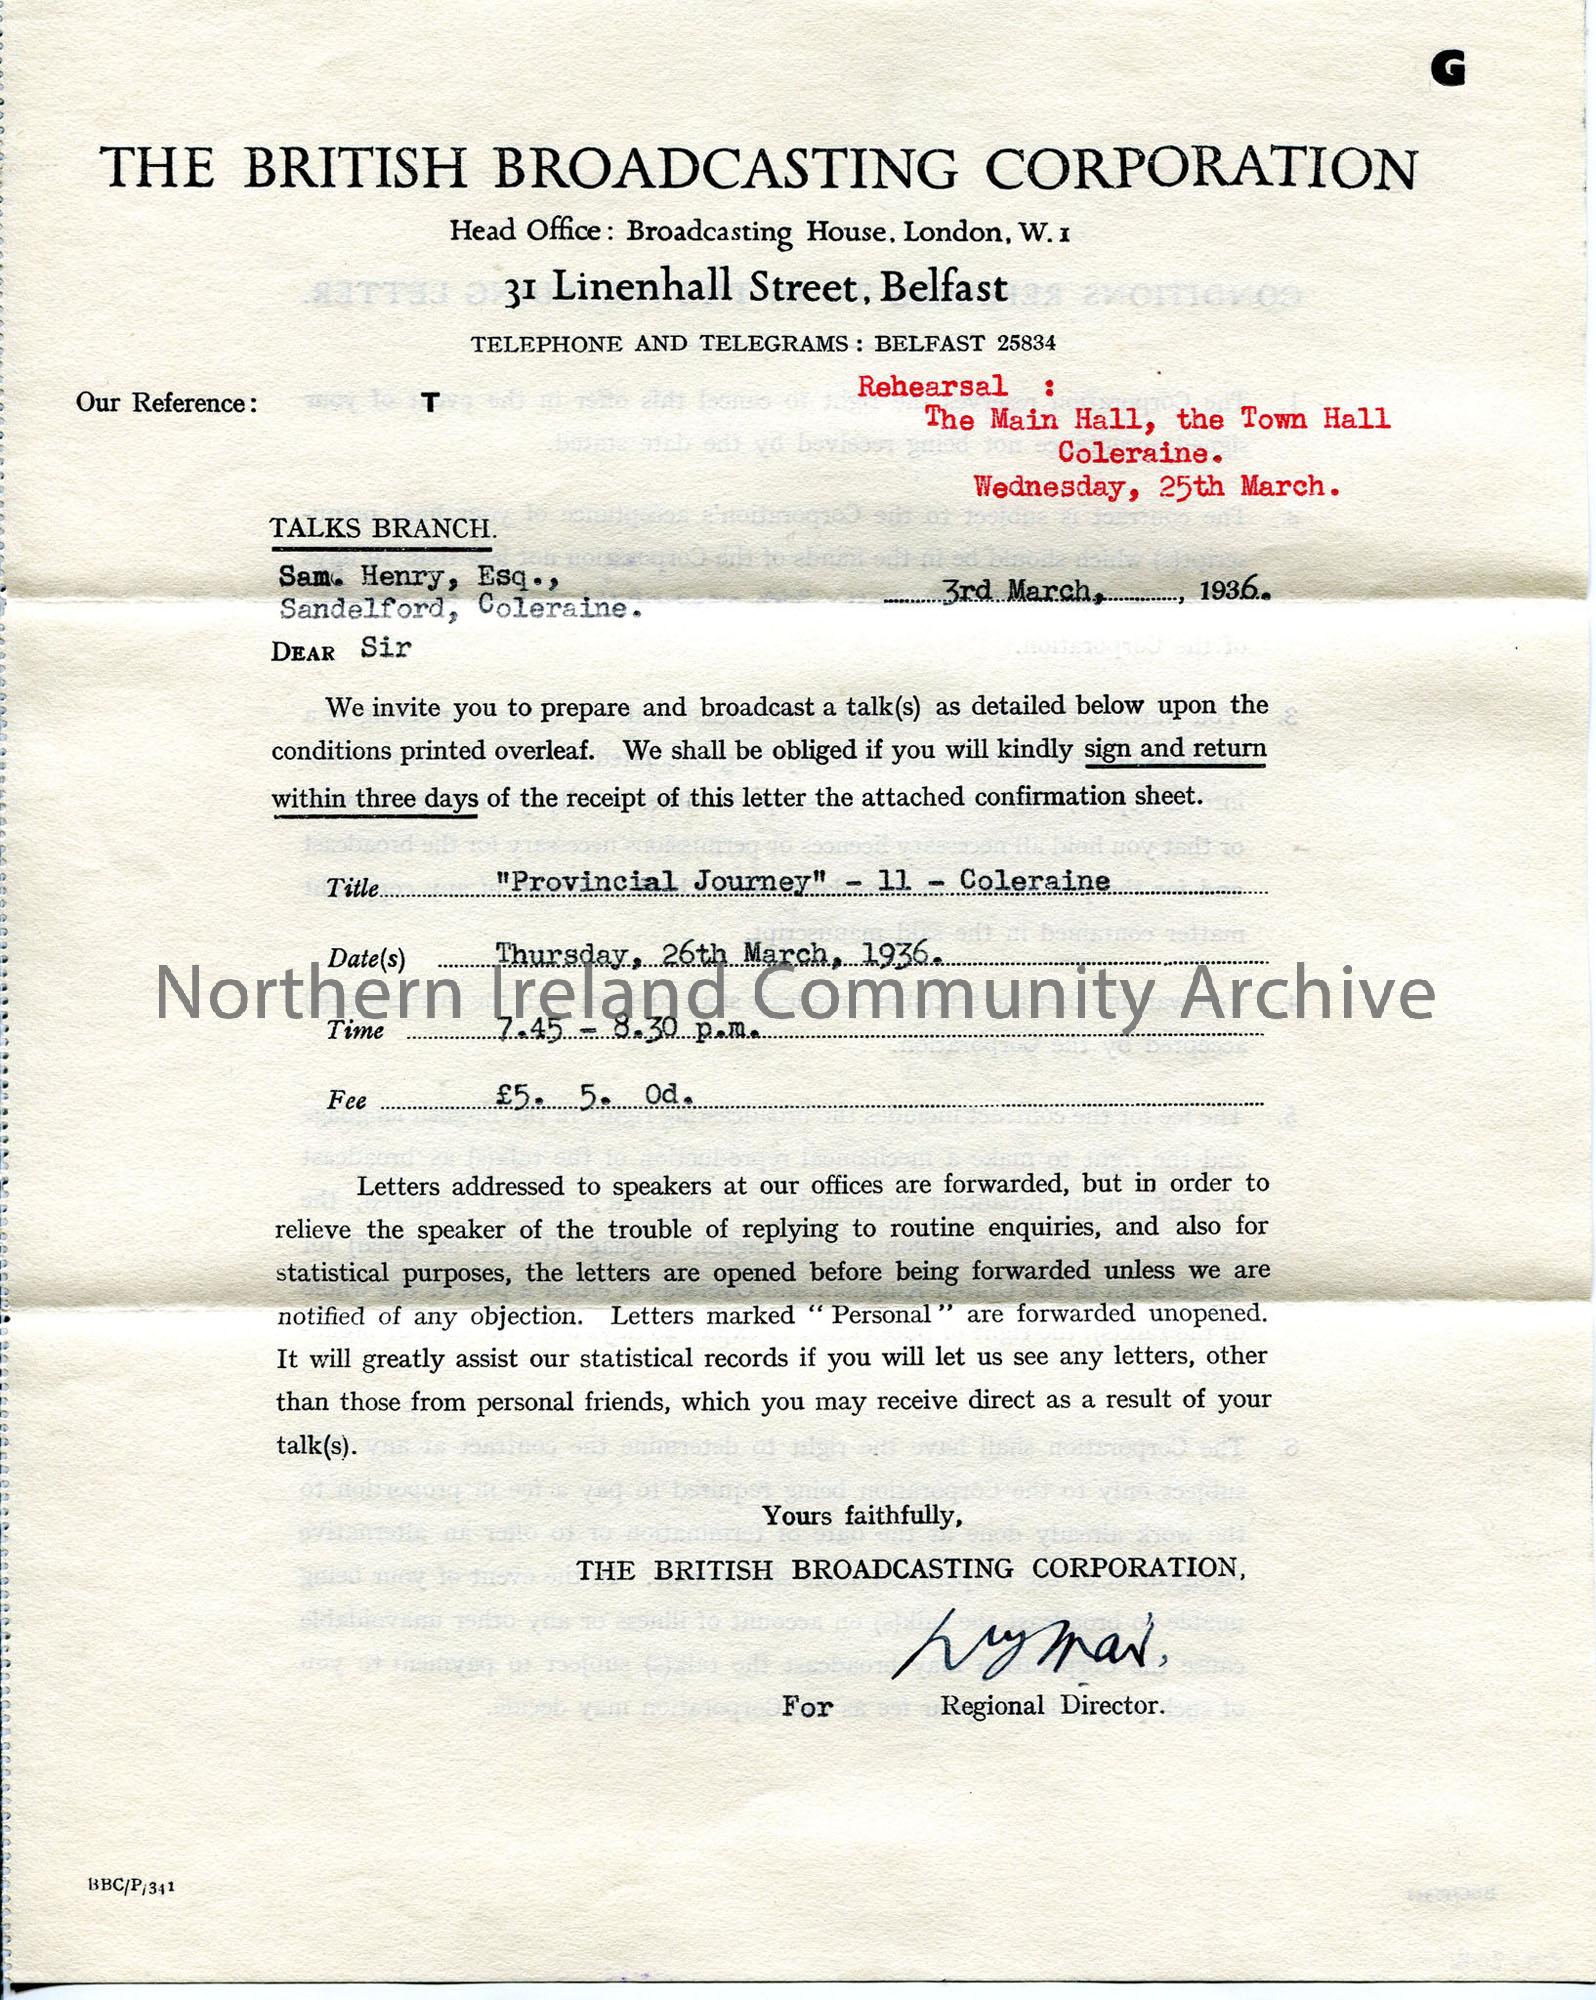 G
THE BRITISH BROADCASTING CORPORATION
Head Office: Broadcasting House, London, W.1
31 Linenhall Street, Belfast
TELEPHONE AND TELEGRAMS: BELFAST 25834
Our Reference: T
Rehearsal :
The Main Hall, the Town Hall
Coleraine.
Wednesday, 25th March.
TALKS BRANCH.
Sam. Henry, Esq.,
Sandelford, Coleraine.
3rd March, 1936.
DEAR Sir
We invite you to prepare and broadcast a talk(s) as detailed below upon the
conditions printed overleaf. We shall be obliged if you will kindly sign and return
within three days of the receipt of this letter the attached confirmation sheet.
Title "Provincial Journey" - 11 - Coleraine
Date(s) Thursday, 26th March, 1936.
Northern Ireland Community Archive
Time 7.45 - 8.30 p.m.
Fee £5. 5. 0d.
Letters addressed to speakers at our offices are forwarded, but in order to
relieve the speaker of the trouble of replying to routine enquiries, and also for
statistical purposes, the letters are opened before being forwarded unless we are
notified of any objection. Letters marked "Personal" are forwarded unopened.
It will greatly assist our statistical records if you will let us see any letters, other
than those from personal friends, which you may receive direct as a result of your
talk(s).
Yours faithfully,
THE BRITISH BROADCASTING CORPORATION,
For Regional Director.
BBC/P/341